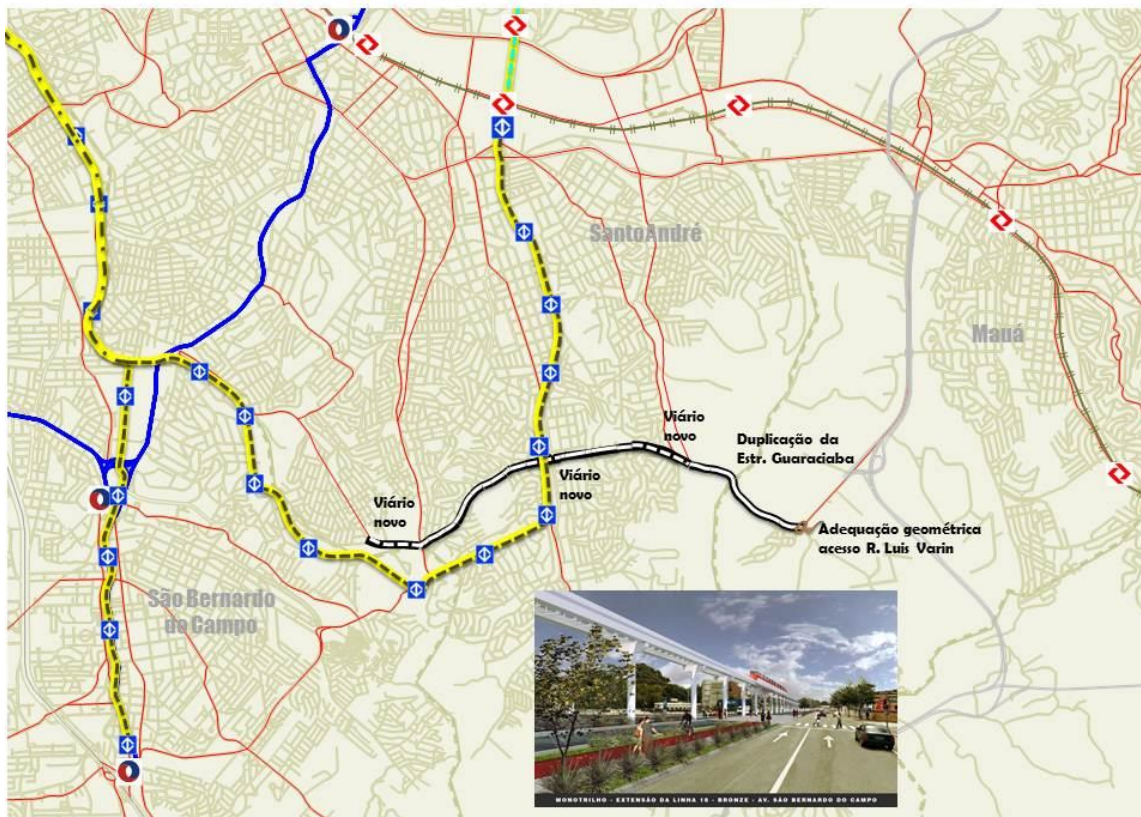 SantoAndré
Mauá
Viário
novo
Duplicação da
Estr. Guaraciaba
Viário
novo
Viário
novo
Adequação geométrica
acesso R. Luis Varin
São Bernardo
do Campo
MONOTRILHO - EXTENSÃO DA LINHA 18 - BRONZE - AV. SÃO BERNARDO DO CAMPO